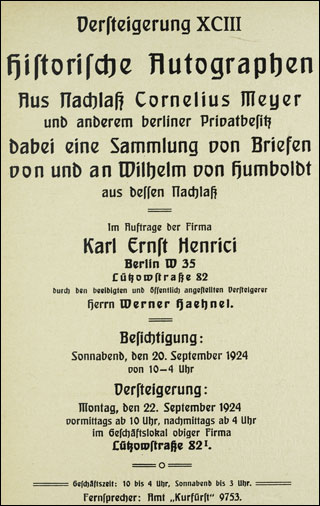 Versteigerung XCIII
Historische Autographen
Aus Nachlaß Cornelius Meyer
und anderem berliner Privatbesitz
dabei eine Sammlung von Briefen
von und an Wilhelm von Humboldt
aus dessen Nachlaß
Im Auftrage der Firma
Karl Ernst Henrici
Berlin W 35
Lützowstraße 82
durch den beeidigten und öffentlich angestellten Versteigerer
Herrn Werner Haehnel.
Besichtigung:
Sonnabend, den 20. September 1924
von 10–4 Uhr
Versteigerung:
Montag, den 22. September 1924
vormittags ab 10 Uhr, nachmittags ab 4 Uhr
im Geschäftslokal obiger Firma
Lützowstraße 82 I.
Geschäftszeit: 10 bis 4 Uhr, Sonnabend bis 3 Uhr.
Fernsprecher: Amt „Kurfürst" 9753.